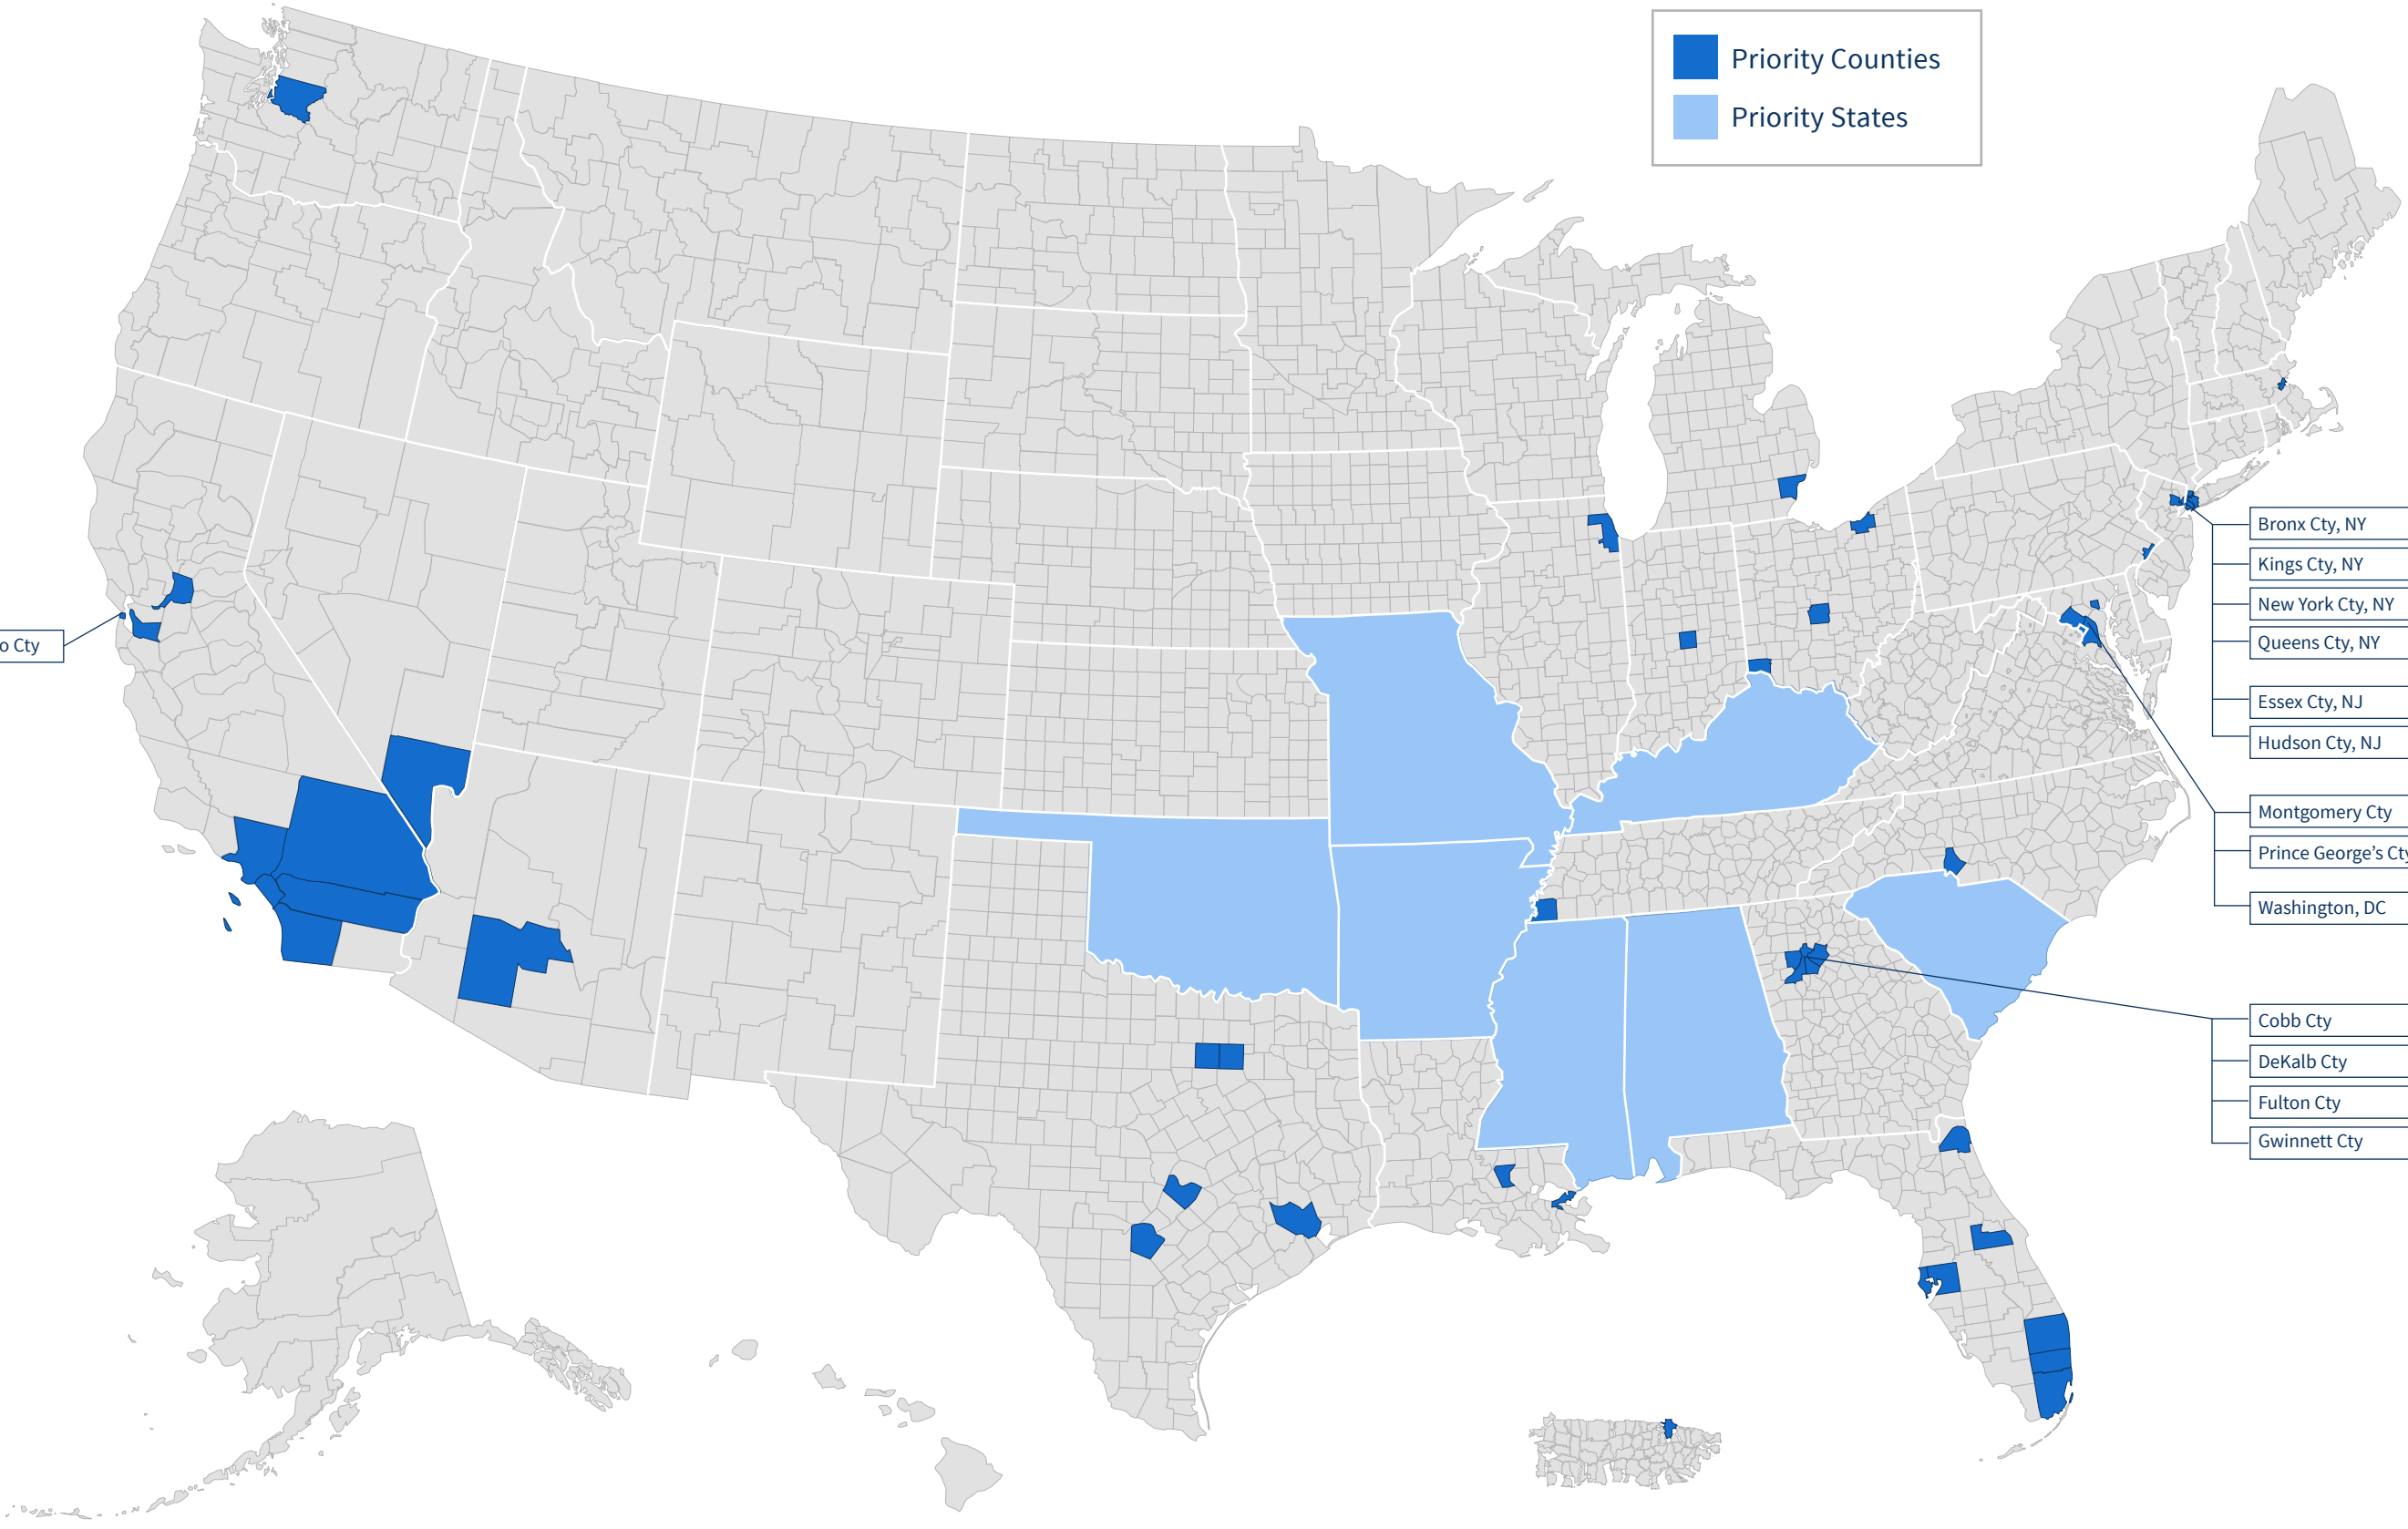 Priority Counties
Priority States
Bronx Cty, NY
Kings Cty, NY
New York Cty, NY
Queens Cty, NY
o Cty
Essex Cty, NJ
Hudson Cty, NJ
Montgomery Cty
Prince George’s Cty
Washington, DC
Cobb Cty
DeKalb Cty
Fulton Cty
Gwinnett Cty